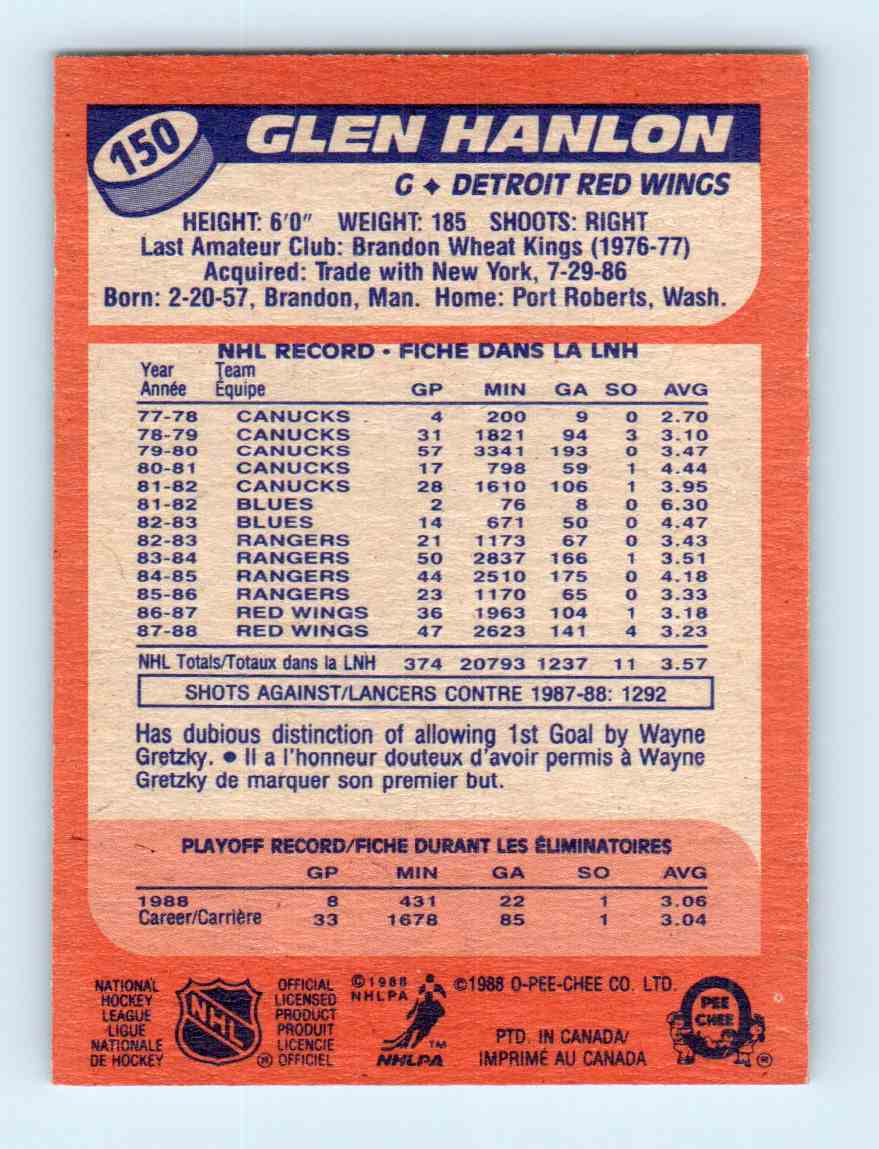 150
GLEN HANLON
G ♦ DETROIT RED WINGS
HEIGHT: 6'0" WEIGHT: 185 SHOOTS: RIGHT
Last Amateur Club: Brandon Wheat Kings (1976-77)
Acquired: Trade with New York, 7-29-86
Born: 2-20-57, Brandon, Man. Home: Port Roberts, Wash.
NHL RECORD • FICHE DANS LA LNH
Year Team
Année Équipe GP MIN GA SO AVG
77-78 CANUCKS 4 200 9 0 2.70
78-79 CANUCKS 31 1821 94 3 3.10
79-80 CANUCKS 57 3341 193 0 3.47
80-81 CANUCKS 17 798 59 1 4.44
81-82 CANUCKS 28 1610 106 1 3.95
81-82 BLUES 2 76 8 0 6.30
82-83 BLUES 14 671 50 0 4.47
82-83 RANGERS 21 1173 67 0 3.43
83-84 RANGERS 50 2837 166 1 3.51
84-85 RANGERS 44 2510 175 0 4.18
85-86 RANGERS 23 1170 65 0 3.33
86-87 RED WINGS 36 1963 104 1 3.18
87-88 RED WINGS 47 2623 141 4 3.23
NHL Totals/Totaux dans la LNH 374 20793 1237 11 3.57
SHOTS AGAINST/LANCERS CONTRE 1987-88: 1292
Has dubious distinction of allowing 1st Goal by Wayne
Gretzky. • Il a l'honneur douteux d'avoir permis à Wayne
Gretzky de marquer son premier but.
PLAYOFF RECORD/FICHE DURANT LES ÉLIMINATOIRES
GP MIN GA SO AVG
1988 8 431 22 1 3.06
Career/Carrière 33 1678 85 1 3.04
NATIONAL
HOCKEY
LEAGUE
LIGUE
NATIONALE
DE HOCKEY
NHL
®
OFFICIAL
LICENSED
PRODUCT
PRODUIT
LICENCIE
OFFICIEL
©1988
NHLPA
TM
NHLPA
©1988 O-PEE-CHEE CO. LTD.
PTD. IN CANADA/
IMPRIMÉ AU CANADA
PEE
CHEE
®